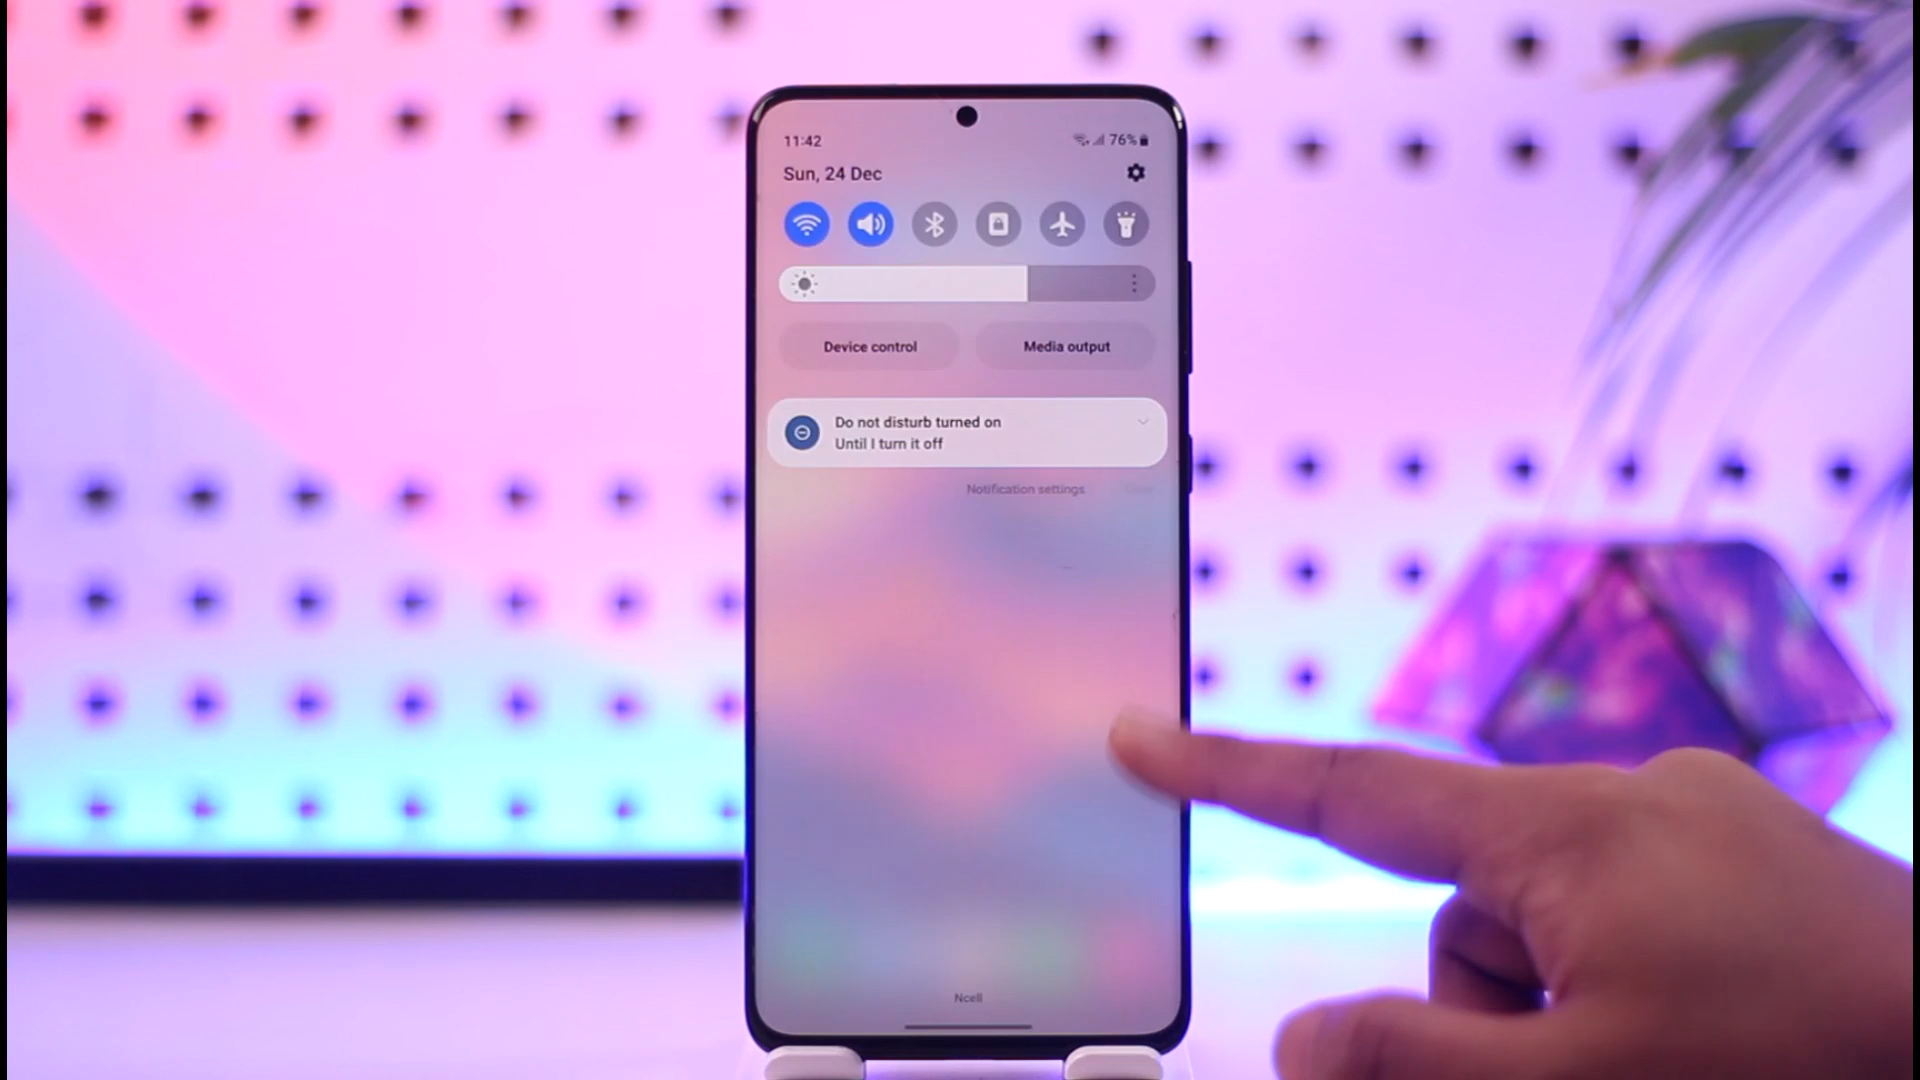 11:42
76%
Sun, 24 Dec
Device control
Media output
Do not disturb turned on
Until I turn it off
Notification settings
Ncell